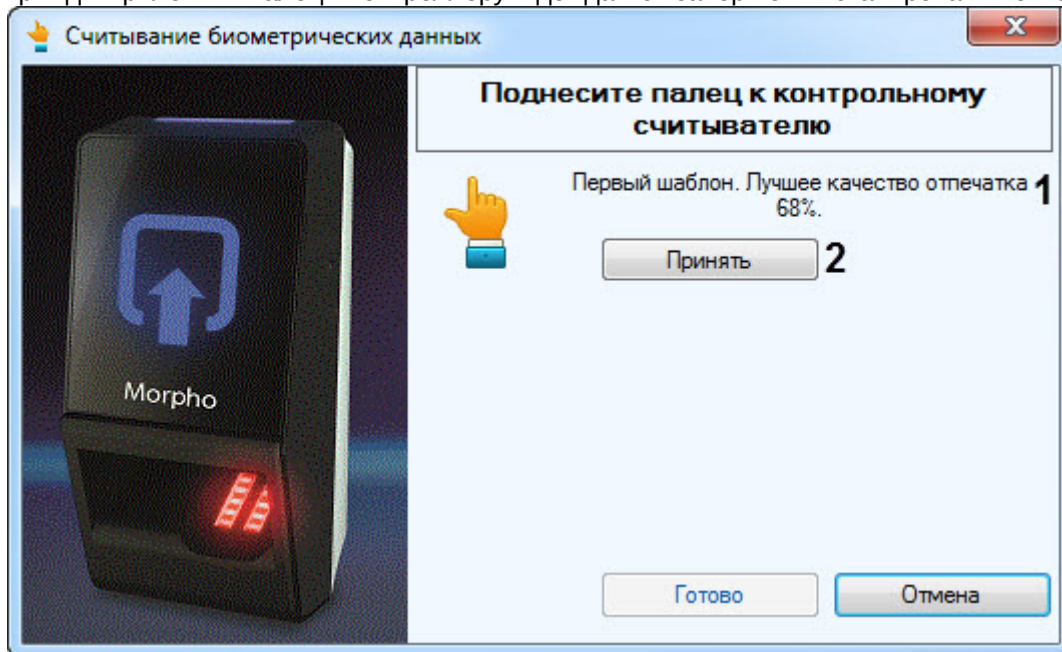 Считывание биометрических данных
Поднесите палец к контрольному
считывателю
Первый шаблон. Лучшее качество отпечатка 1
68%.
Принять 2
Morpho
Готово Отмена